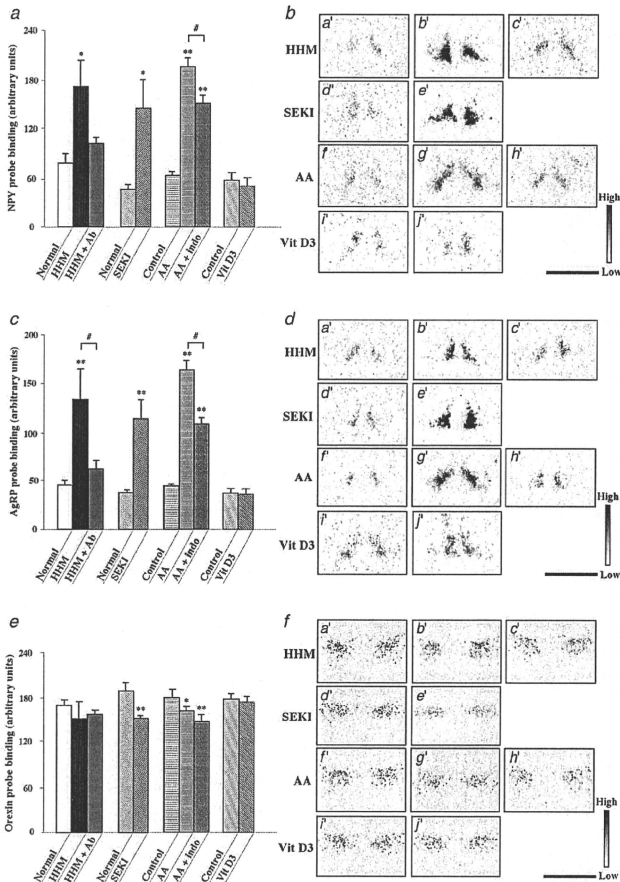 a
NPY probe binding (arbitrary units)
240
180
120
60
0
*
*
**
#
**
Normal
HHM
HHM + Ab
Normal
SEKI
Control
AA
AA + Indo
Control
Vit D3
b
HHM
a'
b'
c'
SEKI
d'
e'
AA
f'
g'
h'
Vit D3
i'
j'
High
Low
c
AgRP probe binding (arbitrary units)
200
150
100
50
0
**
#
**
**
#
**
Normal
HHM
HHM + Ab
Normal
SEKI
Control
AA
AA + Indo
Control
Vit D3
d
HHM
a'
b'
c'
SEKI
d'
e'
AA
f'
g'
h'
Vit D3
i'
j'
High
Low
e
Orexin probe binding (arbitrary units)
240
180
120
60
0
**
*
**
Normal
HHM
HHM + Ab
Normal
SEKI
Control
AA
AA + Indo
Control
Vit D3
f
HHM
a'
b'
c'
SEKI
d'
e'
AA
f'
g'
h'
Vit D3
i'
j'
High
Low